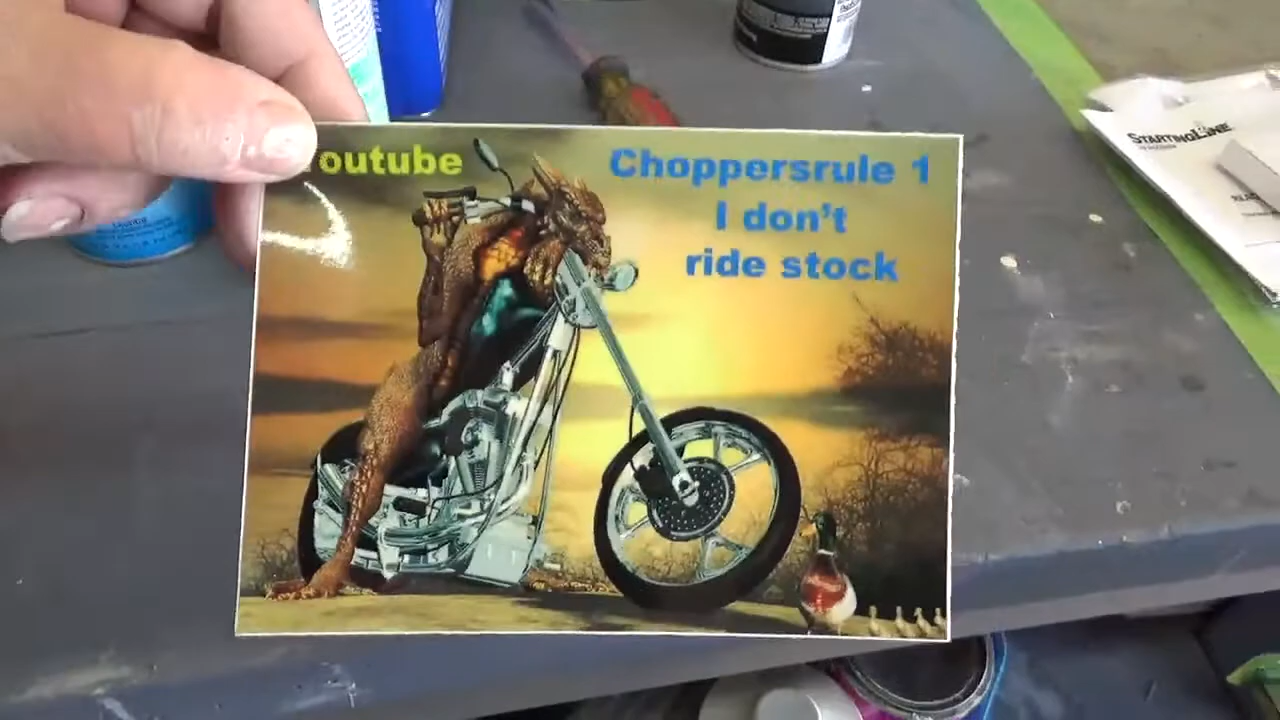 outube
Choppersrule 1
I don't
ride stock
STARTINGLINE